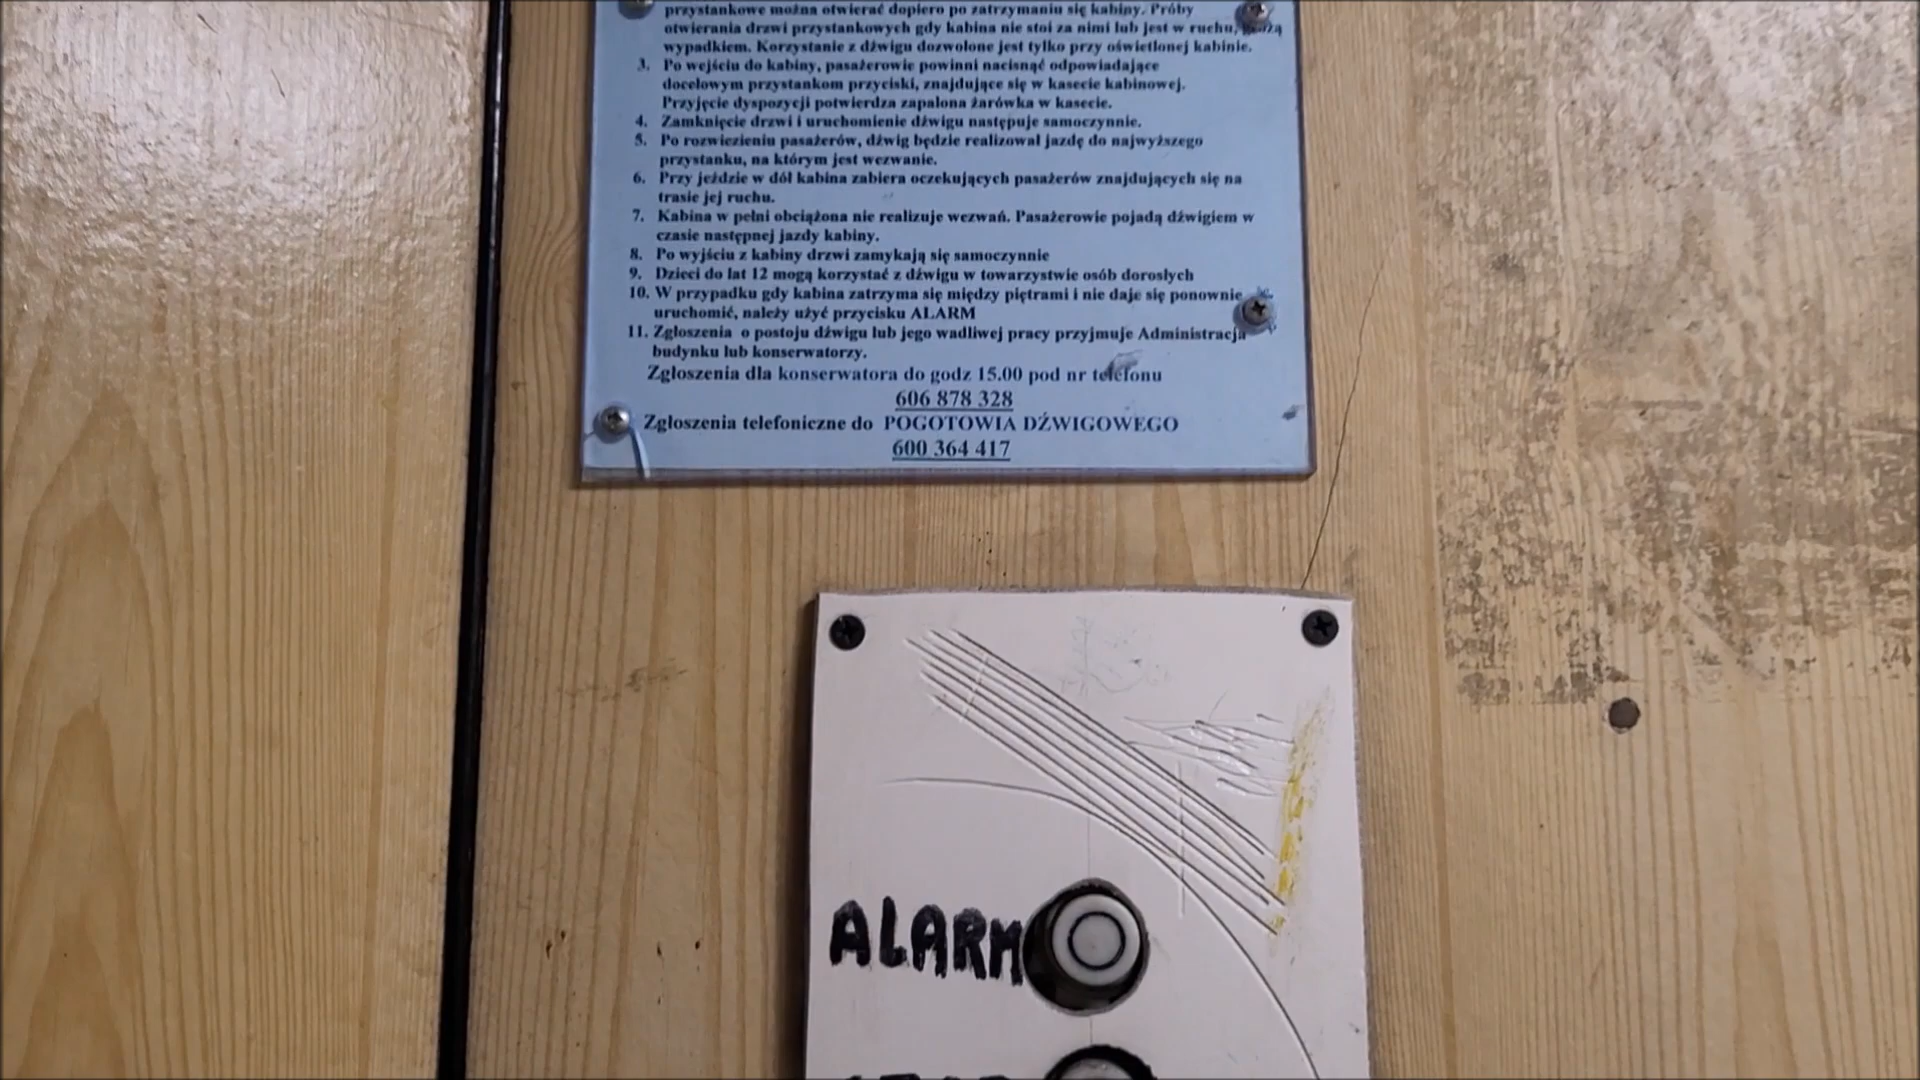 przystankowe można otwierać dopiero po zatrzymaniu się kabiny. Próby
otwierania drzwi przystankowych gdy kabina nie stoi za nimi lub jest w ruchu, grożą
wypadkiem. Korzystanie z dźwigu dozwolone jest tylko przy oświetlonej kabinie.
3. Po wejściu do kabiny, pasażerowie powinni nacisnąć odpowiadające
docelowym przystankom przyciski, znajdujące się w kasecie kabinowej.
Przyjęcie dyspozycji potwierdza zapalona żarówka w kasecie.
4. Zamknięcie drzwi i uruchomienie dźwigu następuje samoczynnie.
5. Po rozwiezieniu pasażerów, dźwig będzie realizował jazdę do najwyższego
przystanku, na którym jest wezwanie.
6. Przy jeździe w dół kabina zabiera oczekujących pasażerów znajdujących się na
trasie jej ruchu.
7. Kabina w pełni obciążona nie realizuje wezwań. Pasażerowie pojadą dźwigiem w
czasie następnej jazdy kabiny.
8. Po wyjściu z kabiny drzwi zamykają się samoczynnie
9. Dzieci do lat 12 mogą korzystać z dźwigu w towarzystwie osób dorosłych
10. W przypadku gdy kabina zatrzyma się między piętrami i nie daje się ponownie
uruchomić, należy użyć przycisku ALARM
11. Zgłoszenia o postoju dźwigu lub jego wadliwej pracy przyjmuje Administracja
budynku lub konserwatorzy.
Zgłoszenia dla konserwatora do godz 15.00 pod nr telefonu
606 878 328
Zgłoszenia telefoniczne do POGOTOWIA DŹWIGOWEGO
600 364 417
ALARM